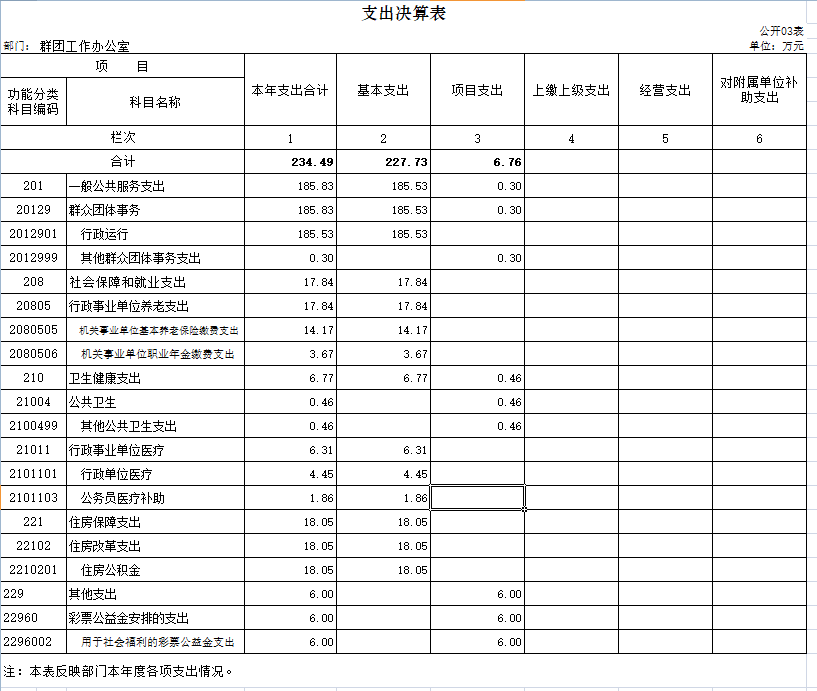 支出决算表
公开03表
部门: 群团工作办公室 单位: 万元
项 目 本年支出合计 基本支出 项目支出 上缴上级支出 经营支出 对附属单位补助支出
功能分类科目编码 科目名称
栏次 1 2 3 4 5 6
合计 234.49 227.73 6.76
201 一般公共服务支出 185.83 185.53 0.30
20129 群众团体事务 185.83 185.53 0.30
2012901 行政运行 185.53 185.53
2012999 其他群众团体事务支出 0.30 0.30
208 社会保障和就业支出 17.84 17.84
20805 行政事业单位养老支出 17.84 17.84
2080505 机关事业单位基本养老保险缴费支出 14.17 14.17
2080506 机关事业单位职业年金缴费支出 3.67 3.67
210 卫生健康支出 6.77 6.77 0.46
21004 公共卫生 0.46 0.46
2100499 其他公共卫生支出 0.46 0.46
21011 行政事业单位医疗 6.31 6.31
2101101 行政单位医疗 4.45 4.45
2101103 公务员医疗补助 1.86 1.86
221 住房保障支出 18.05 18.05
22102 住房改革支出 18.05 18.05
2210201 住房公积金 18.05 18.05
229 其他支出 6.00 6.00
22960 彩票公益金安排的支出 6.00 6.00
2296002 用于社会福利的彩票公益金支出 6.00 6.00
注: 本表反映部门本年度各项支出情况。